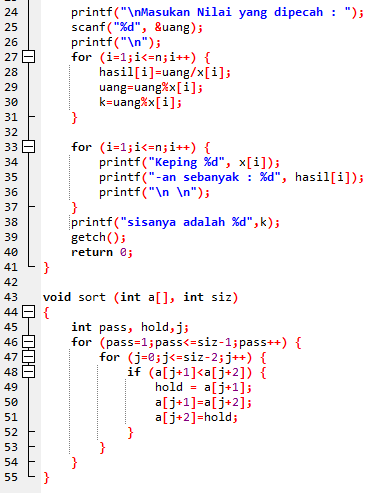 24 printf("\nMasukan Nilai yang dipecah : ");
25 scanf("%d", &uang);
26 printf("\n");
27 for (i=1;i<=n;i++) {
28 hasil[i]=uang/x[i];
29 uang=uang%x[i];
30 k=uang%x[i];
31 }
32
33 for (i=1;i<=n;i++) {
34 printf("Keping %d", x[i]);
35 printf("-an sebanyak : %d", hasil[i]);
36 printf("\n \n");
37 }
38 printf("sisanya adalah %d",k);
39 getch();
40 return 0;
41 }
42
43 void sort (int a[], int siz)
44 {
45 int pass, hold,j;
46 for (pass=1;pass<=siz-1;pass++) {
47 for (j=0;j<=siz-2;j++) {
48 if (a[j+1]<a[j+2]) {
49 hold = a[j+1];
50 a[j+1]=a[j+2];
51 a[j+2]=hold;
52 }
53 }
54 }
55 }